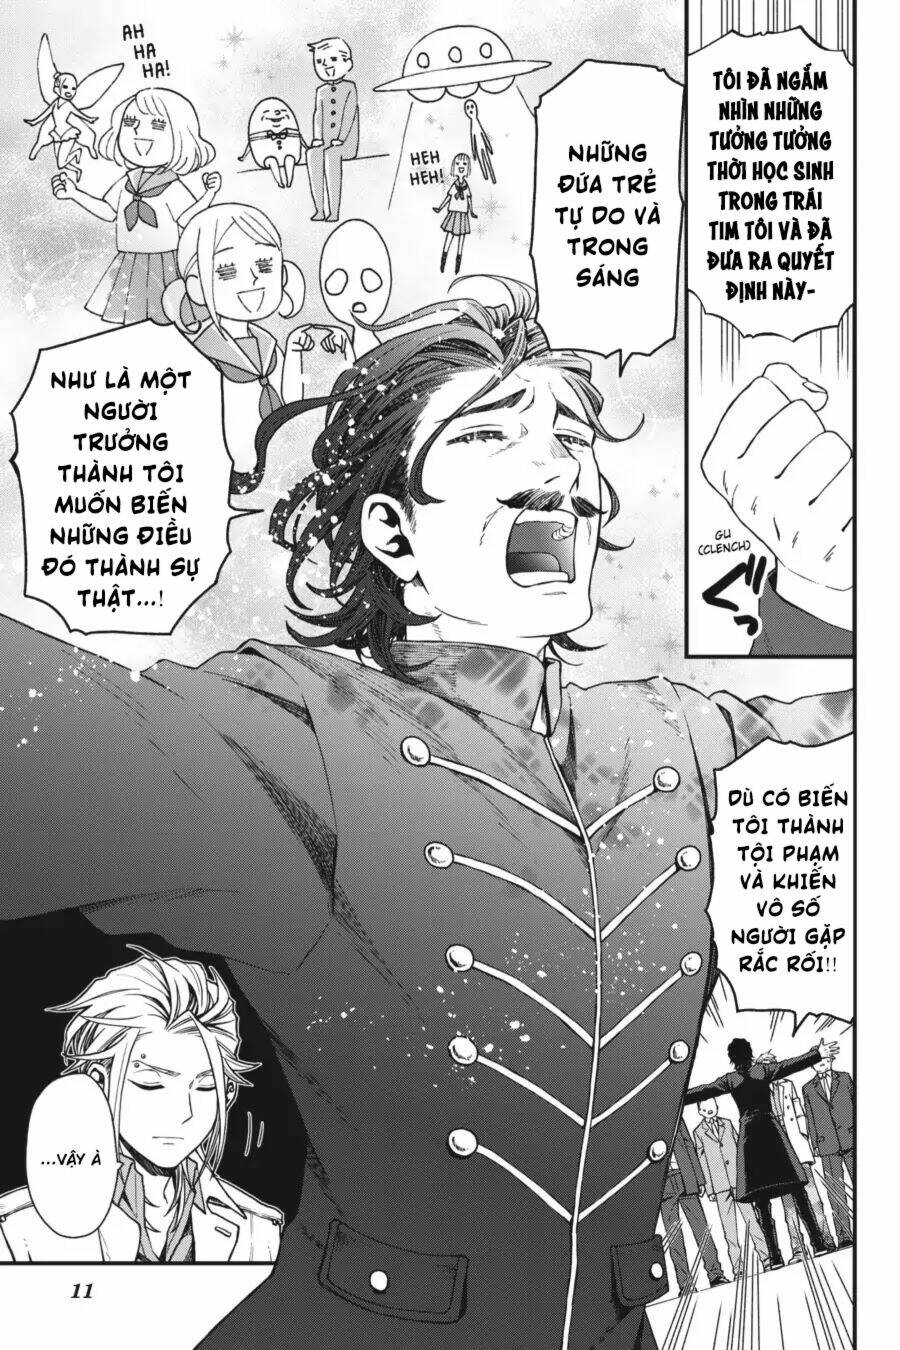 TÔI ĐÃ NGẮM
NHÌN NHỮNG
TƯỞNG TƯỞNG
THỜI HỌC SINH
TRONG TRÁI
TIM TÔI VÀ ĐÃ
ĐƯA RA QUYẾT
ĐỊNH NÀY-
GU
(CLENCH)
グッ
NHỮNG
ĐỨA TRẺ
TỰ DO VÀ
TRONG
SÁNG
AH
HA
HA!
HEH
HEH!
NHƯ LÀ MỘT
NGƯỜI
TRƯỞNG
THÀNH TÔI
MUỐN BIẾN
NHỮNG ĐIỀU
ĐÓ THÀNH SỰ
THẬT...!
DÙ CÓ BIẾN
TÔI THÀNH
TỘI PHẠM
VÀ KHIẾN
VÔ SỐ
NGƯỜI GẶP
RẮC RỐI!!
...VẬY À
11